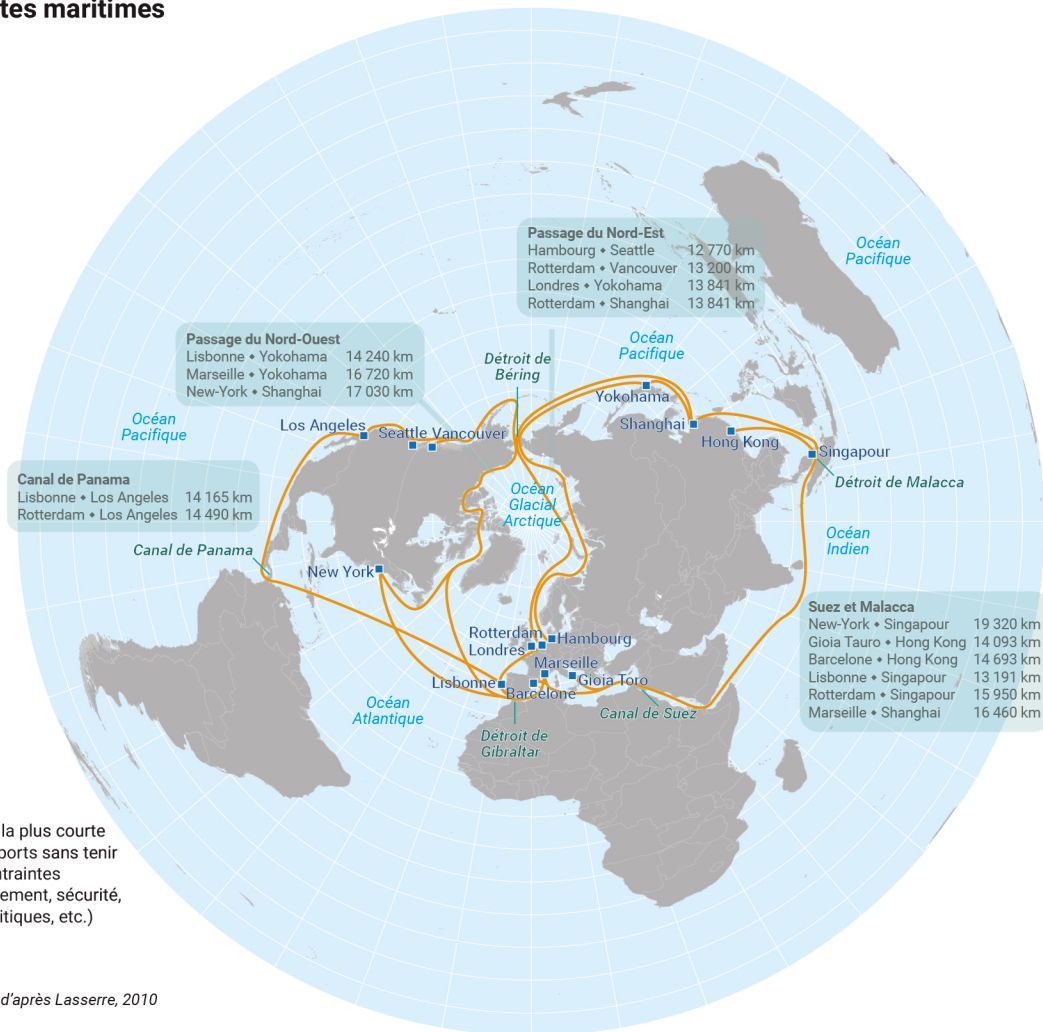 tes maritimes
Passage du Nord-Est
Hambourg ◆ Seattle 12 770 km
Rotterdam ◆ Vancouver 13 200 km
Londres ◆ Yokohama 13 841 km
Rotterdam ◆ Shanghai 13 841 km
Océan
Pacifique
Passage du Nord-Ouest
Lisbonne ◆ Yokohama 14 240 km
Marseille ◆ Yokohama 16 720 km
New-York ◆ Shanghai 17 030 km
Détroit de
Béring
Océan
Pacifique
Océan
Pacifique
Yokohama
Shanghai
Hong Kong
Singapour
Détroit de Malacca
Los Angeles
Seattle Vancouver
Canal de Panama
Lisbonne ◆ Los Angeles 14 165 km
Rotterdam ◆ Los Angeles 14 490 km
Océan
Glacial
Arctique
Océan
Indien
Canal de Panama
New York
Suez et Malacca
New-York ◆ Singapour 19 320 km
Gioia Tauro ◆ Hong Kong 14 093 km
Barcelone ◆ Hong Kong 14 693 km
Lisbonne ◆ Singapour 13 191 km
Rotterdam ◆ Singapour 15 950 km
Marseille ◆ Shanghai 16 460 km
Rotterdam
Hambourg
Londres
Marseille
Lisbonne
Gioia Toro
Barcelone
Océan
Atlantique
Canal de Suez
Détroit de
Gibraltar
la plus courte
ports sans tenir
ntraintes
ement, sécurité,
itiques, etc.)
d'après Lasserre, 2010